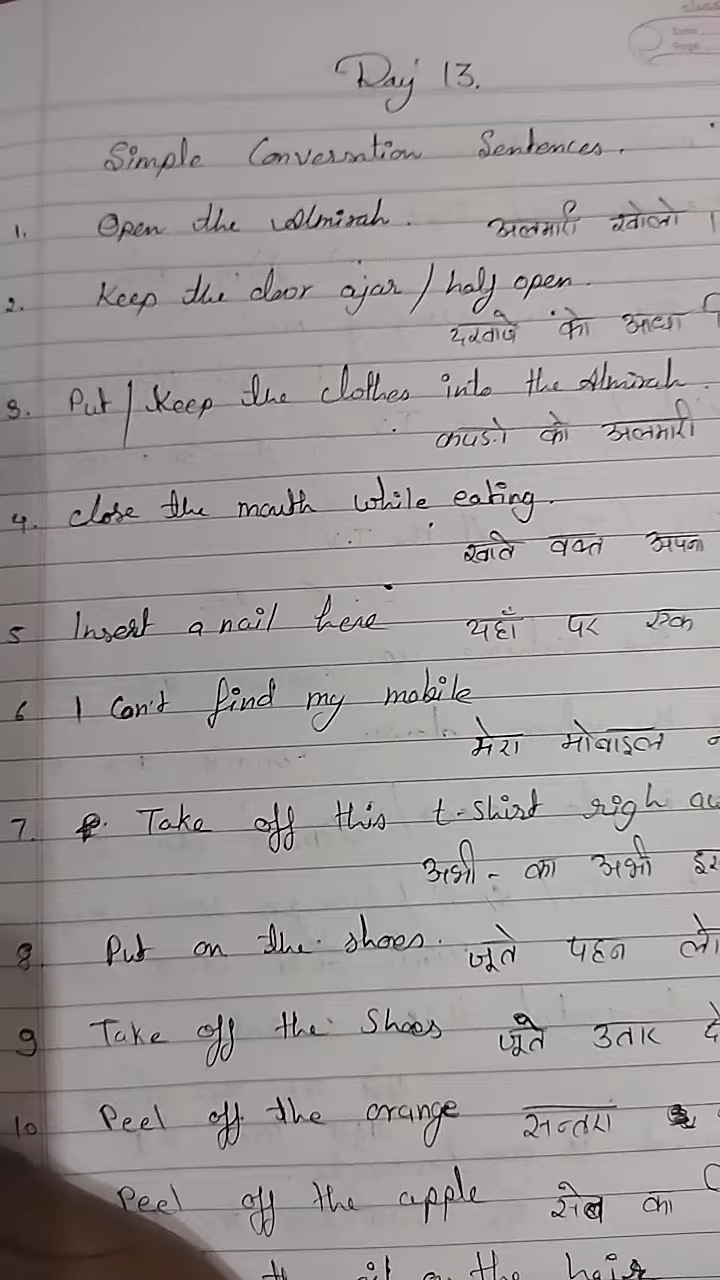 Day 13.
Simple Converstion Sentences.
1. Open the Almirah. अलमारी खोलो ।
2. Keep the door ajar / half open.
दरवाजे को आधा
3. Put / Keep the clothes into the Almirah.
कपड़ो को अलमारी
4. Close the mouth while eating.
खाते वक्त अपना
5 Insert a nail here यहाँ पर एक
6 I Can't find my mobile
मेरा मोबाइल
7. Take off this t-shirt righ
अभी - का अभी
8. Put on the shoes. जूते पहन लो
9 Take off the Shoes जूते उतार दो
10 Peel off the orange सन्तरा
Peel off the apple सेब का
the hair